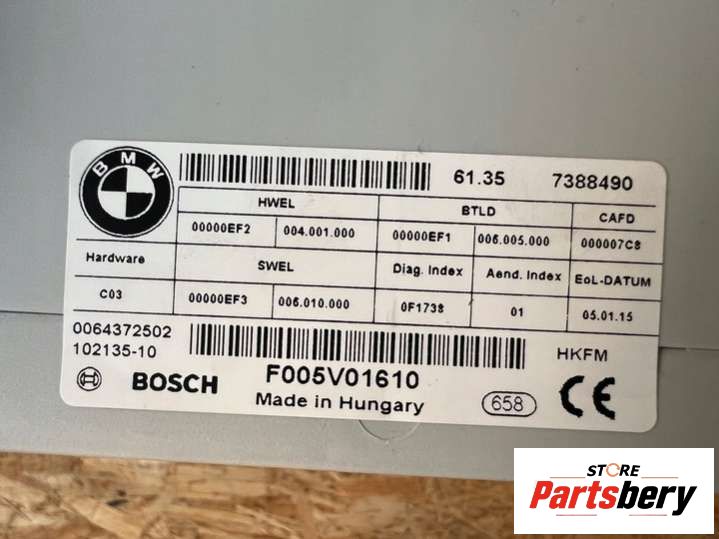 BMW
61.35 7388490
HWEL BTLD CAFD
00000EF2 004.001.000 00000EF1 006.005.000 000007C8
Hardware SWEL Diag. Index Aend. Index EoL-DATUM
C03 00000EF3 006.010.000 0F1738 01 05.01.15
0064372502
102135-10 HKFM
BOSCH F005V01610
Made in Hungary 658 CE
STORE
Partsbery